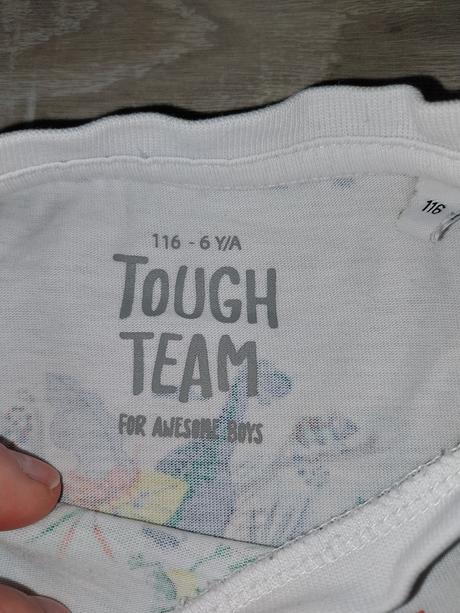 116 - 6 Y/A
TOUGH
TEAM
FOR AWESOME BOYS
116